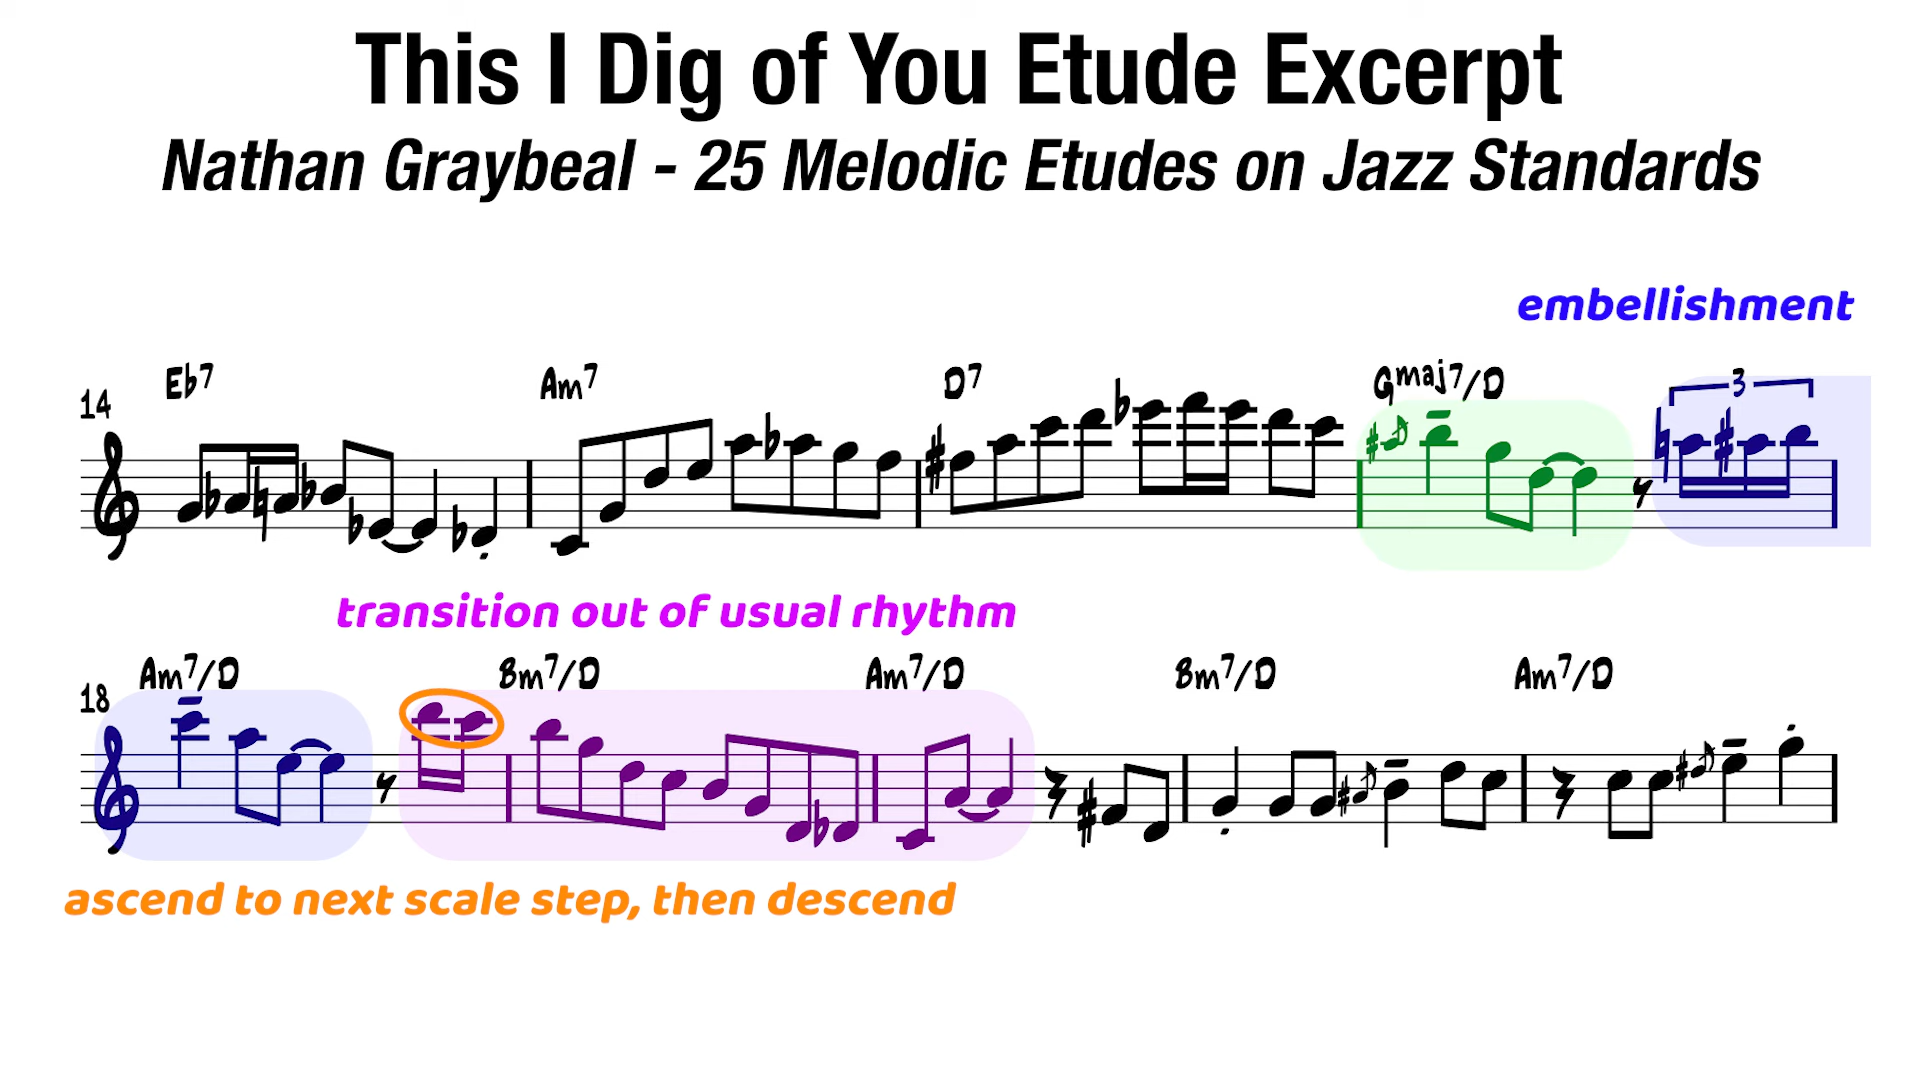 This I Dig of You Etude Excerpt
Nathan Graybeal - 25 Melodic Etudes on Jazz Standards
embellishment
14 Eb7 Am7 D7 Gmaj7/D 3
transition out of usual rhythm
18 Am7/D Bm7/D Am7/D Bm7/D Am7/D
ascend to next scale step, then descend